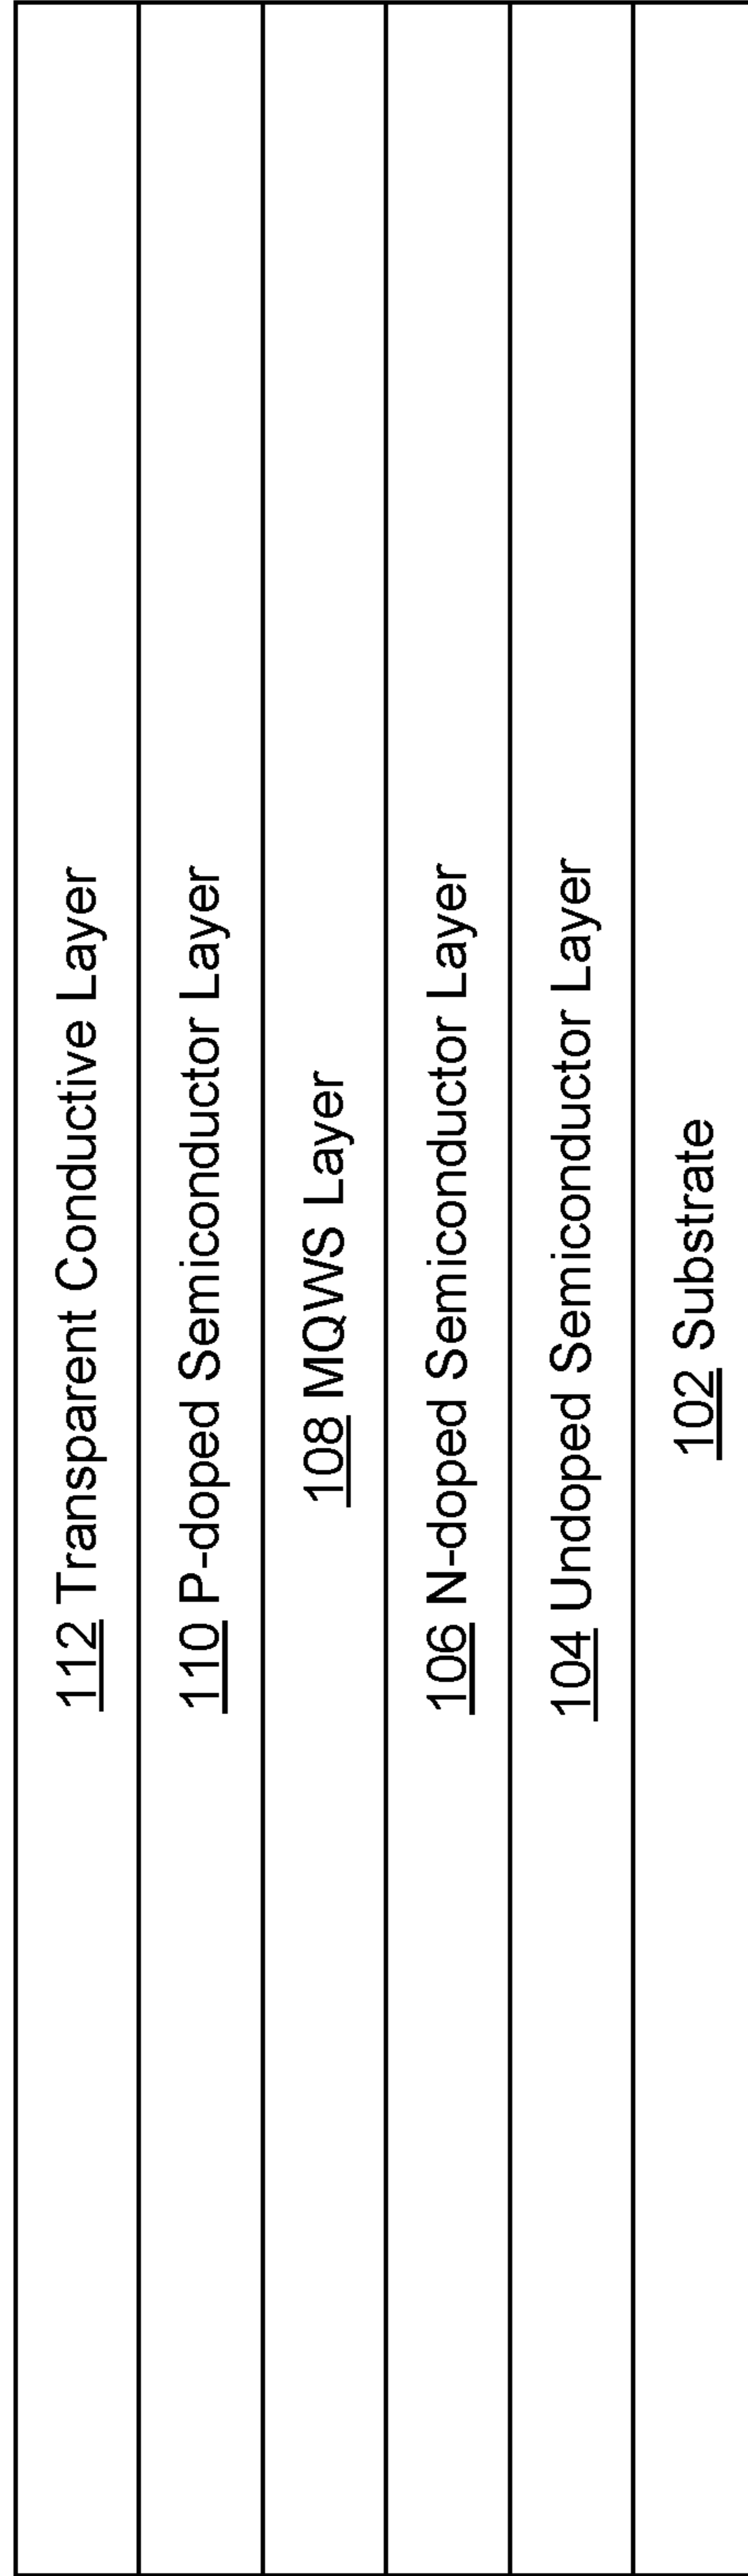 112 Transparent Conductive Layer
110 P-doped Semiconductor Layer
108 MQWS Layer
106 N-doped Semiconductor Layer
104 Undoped Semiconductor Layer
102 Substrate